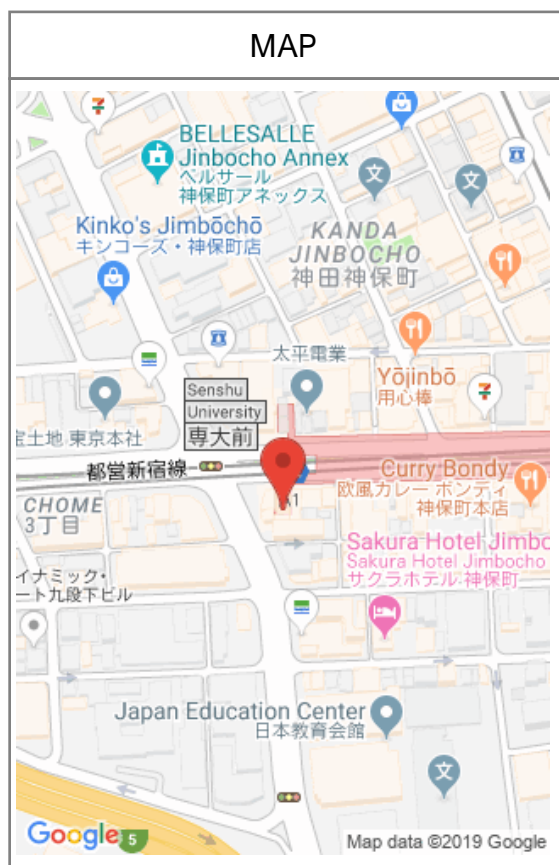 MAP
BELLESALLE
Jinbocho Annex
ベルサール
神保町アネックス
Kinko's Jimbōchō
キンコーズ・神保町店
KANDA
JINBOCHO
神田神保町
文
文
太平電業
Yōjinbō
用心棒
Senshu
University
専大前
宝土地 東京本社
都営新宿線
Curry Bondy
欧風カレー ボンディ
神保町本店
A1
CHOME
3丁目
Sakura Hotel Jimbo
Sakura Hotel Jimbocho
サクラホテル 神保町
イナミック・
ート九段下ビル
Japan Education Center
日本教育会館
文
Google
5
Map data ©2019 Google